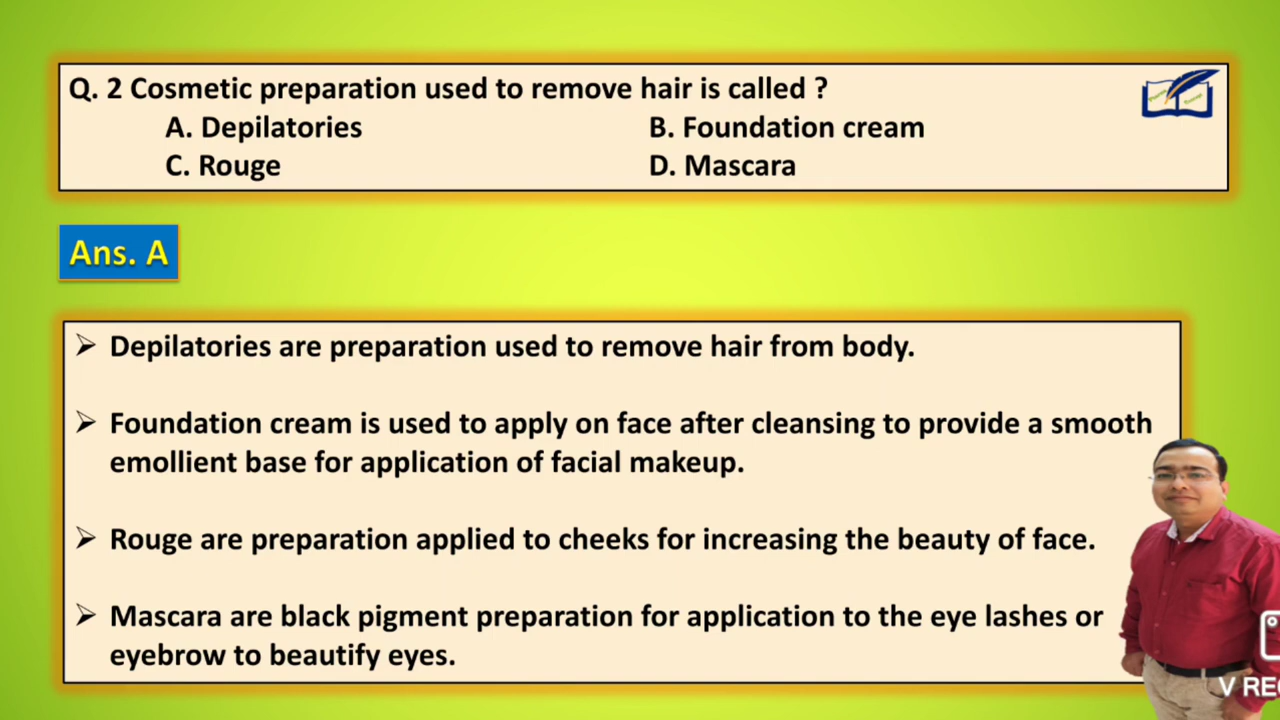 Q. 2 Cosmetic preparation used to remove hair is called ?
A. Depilatories B. Foundation cream
C. Rouge D. Mascara
Ans. A
➢ Depilatories are preparation used to remove hair from body.
➢ Foundation cream is used to apply on face after cleansing to provide a smooth
emollient base for application of facial makeup.
➢ Rouge are preparation applied to cheeks for increasing the beauty of face.
➢ Mascara are black pigment preparation for application to the eye lashes or
eyebrow to beautify eyes.